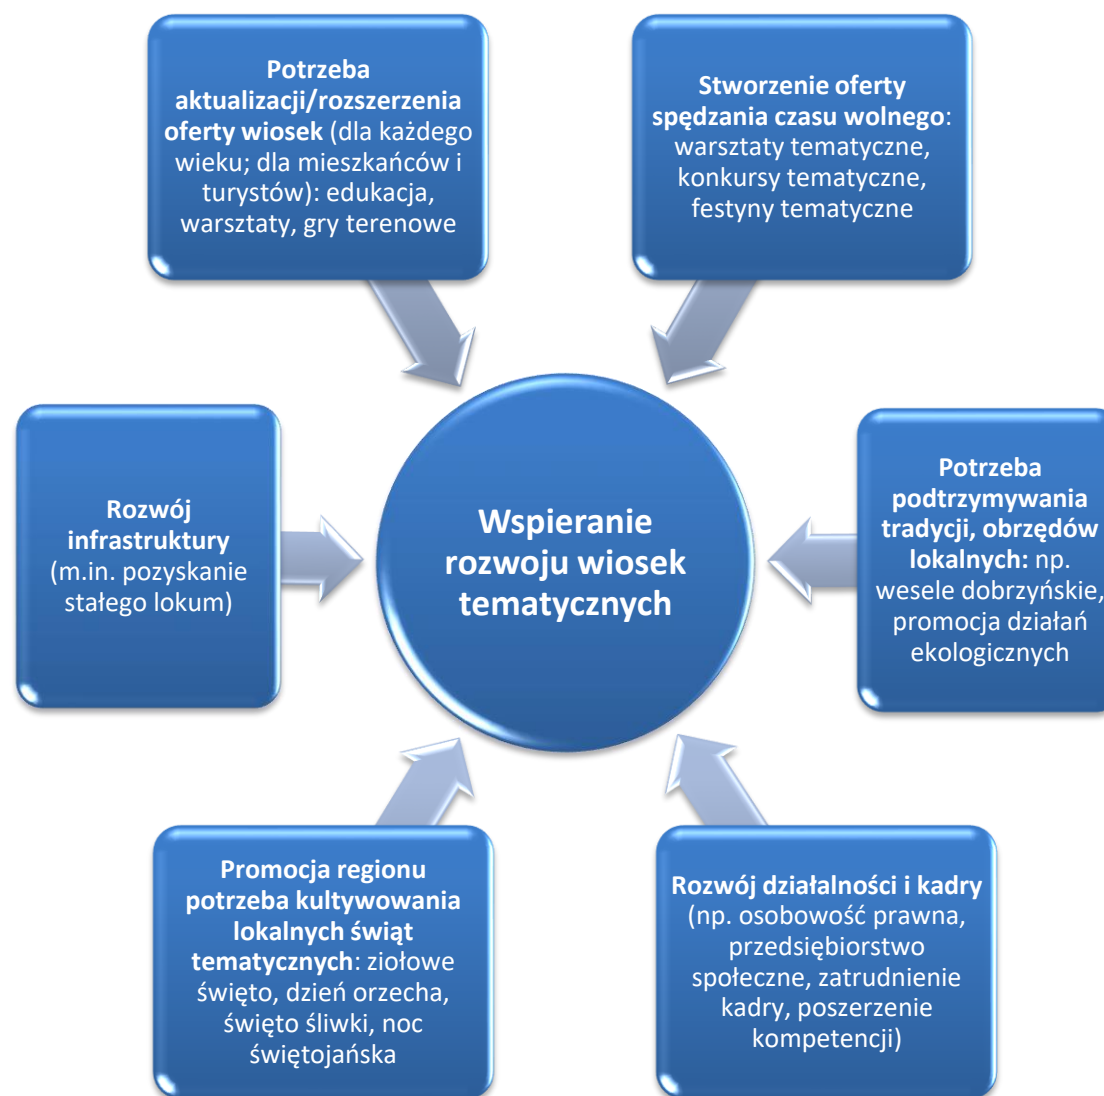 Potrzeba
aktualizacji/rozszerzenia
oferty wiosek (dla każdego
wieku; dla mieszkańców i
turystów): edukacja,
warsztaty, gry terenowe
Stworzenie oferty
spędzania czasu wolnego:
warsztaty tematyczne,
konkursy tematyczne,
festyny tematyczne
Rozwój
infrastruktury
(m.in. pozyskanie
stałego lokum)
Wspieranie
rozwoju wiosek
tematycznych
Potrzeba
podtrzymywania
tradycji, obrzędów
lokalnych: np.
wesele dobrzyńskie,
promocja działań
ekologicznych
Promocja regionu
potrzeba kultywowania
lokalnych świąt
tematycznych: ziołowe
święto, dzień orzecha,
święto śliwki, noc
świętojańska
Rozwój działalności i kadry
(np. osobowość prawna,
przedsiębiorstwo
społeczne, zatrudnienie
kadry, poszerzenie
kompetencji)